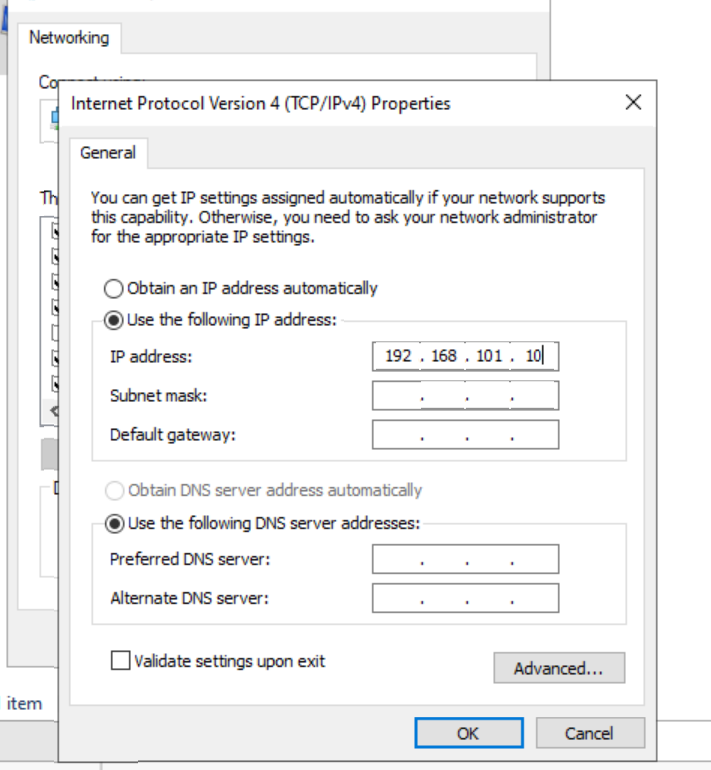 Networking
Internet Protocol Version 4 (TCP/IPv4) Properties
General
You can get IP settings assigned automatically if your network supports
this capability. Otherwise, you need to ask your network administrator
for the appropriate IP settings.
Obtain an IP address automatically
Use the following IP address:
IP address: 192 . 168 . 101 . 10
Subnet mask: . . .
Default gateway: . . .
Obtain DNS server address automatically
Use the following DNS server addresses:
Preferred DNS server: . . .
Alternate DNS server: . . .
Validate settings upon exit
Advanced...
item
OK Cancel